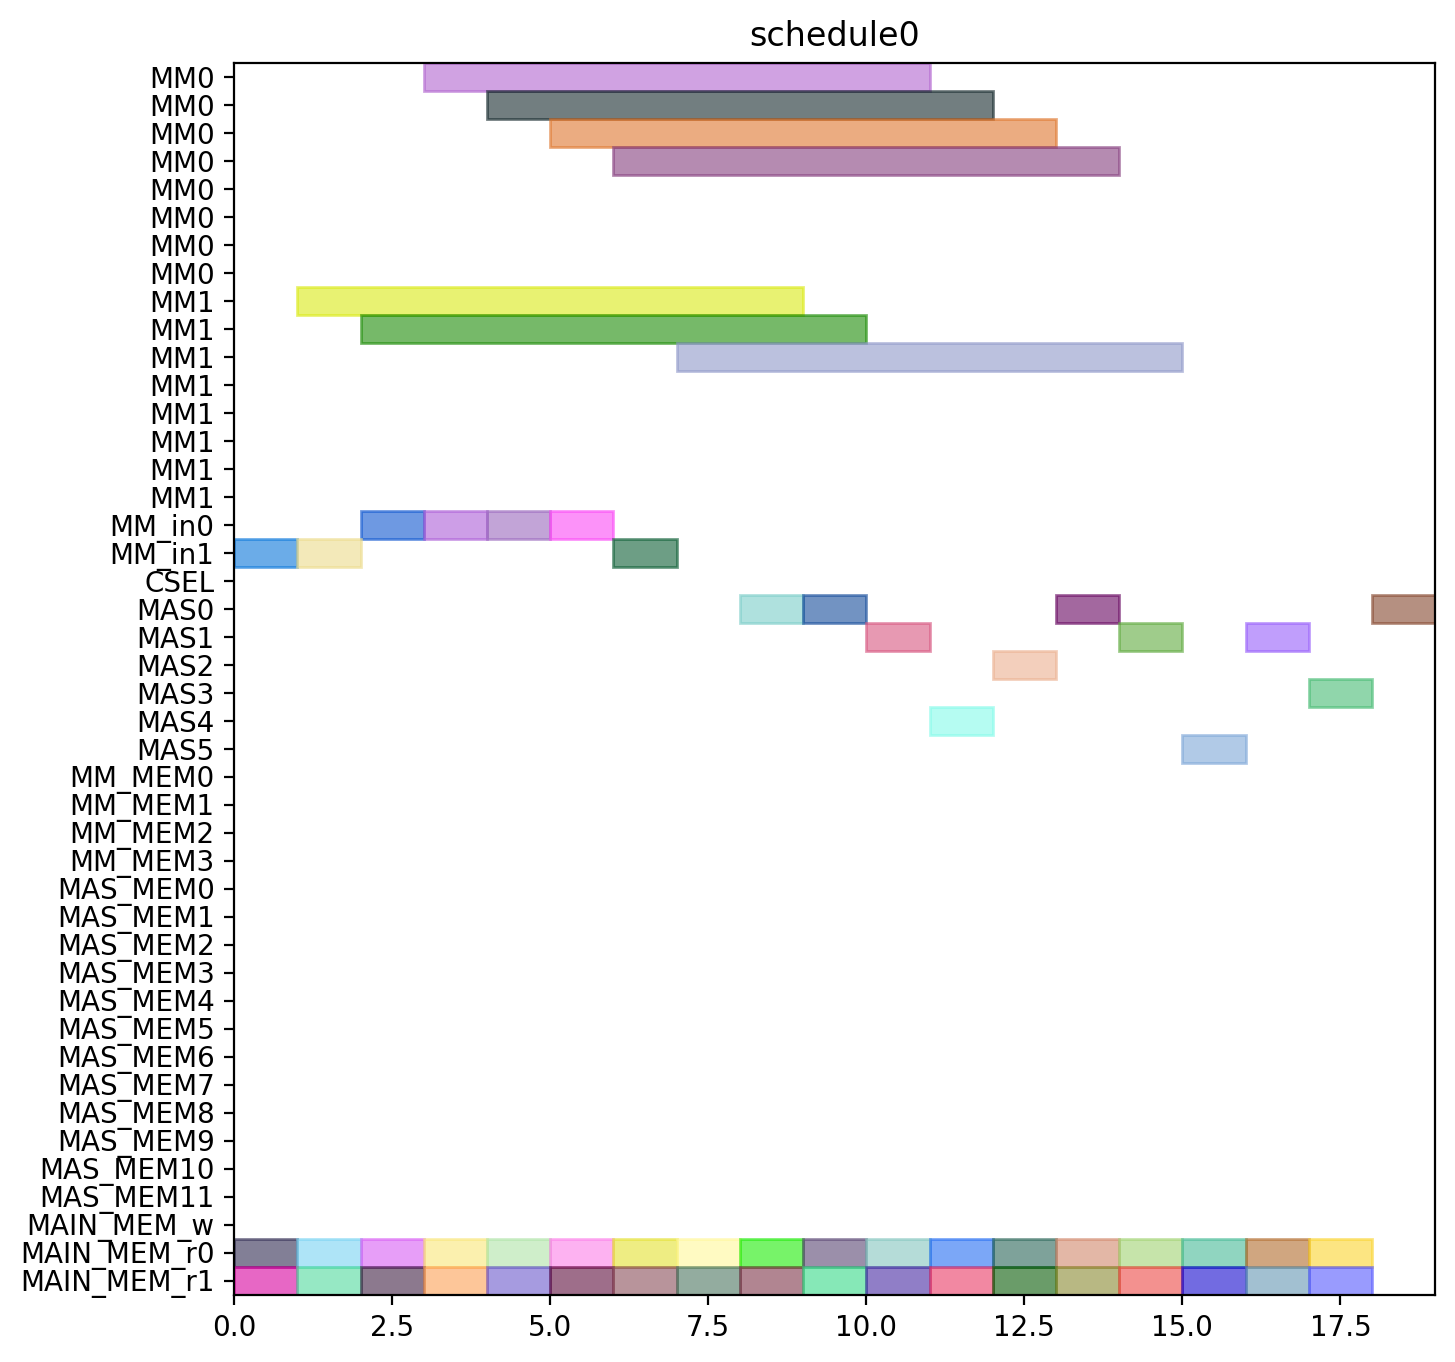 schedule0
MM0
MM0
MM0
MM0
MM0
MM0
MM0
MM0
MM1
MM1
MM1
MM1
MM1
MM1
MM1
MM1
MM_in0
MM_in1
CSEL
MAS0
MAS1
MAS2
MAS3
MAS4
MAS5
MM_MEM0
MM_MEM1
MM_MEM2
MM_MEM3
MAS_MEM0
MAS_MEM1
MAS_MEM2
MAS_MEM3
MAS_MEM4
MAS_MEM5
MAS_MEM6
MAS_MEM7
MAS_MEM8
MAS_MEM9
MAS_MEM10
MAS_MEM11
MAIN_MEM_w
MAIN_MEM_r0
MAIN_MEM_r1
0.0 2.5 5.0 7.5 10.0 12.5 15.0 17.5